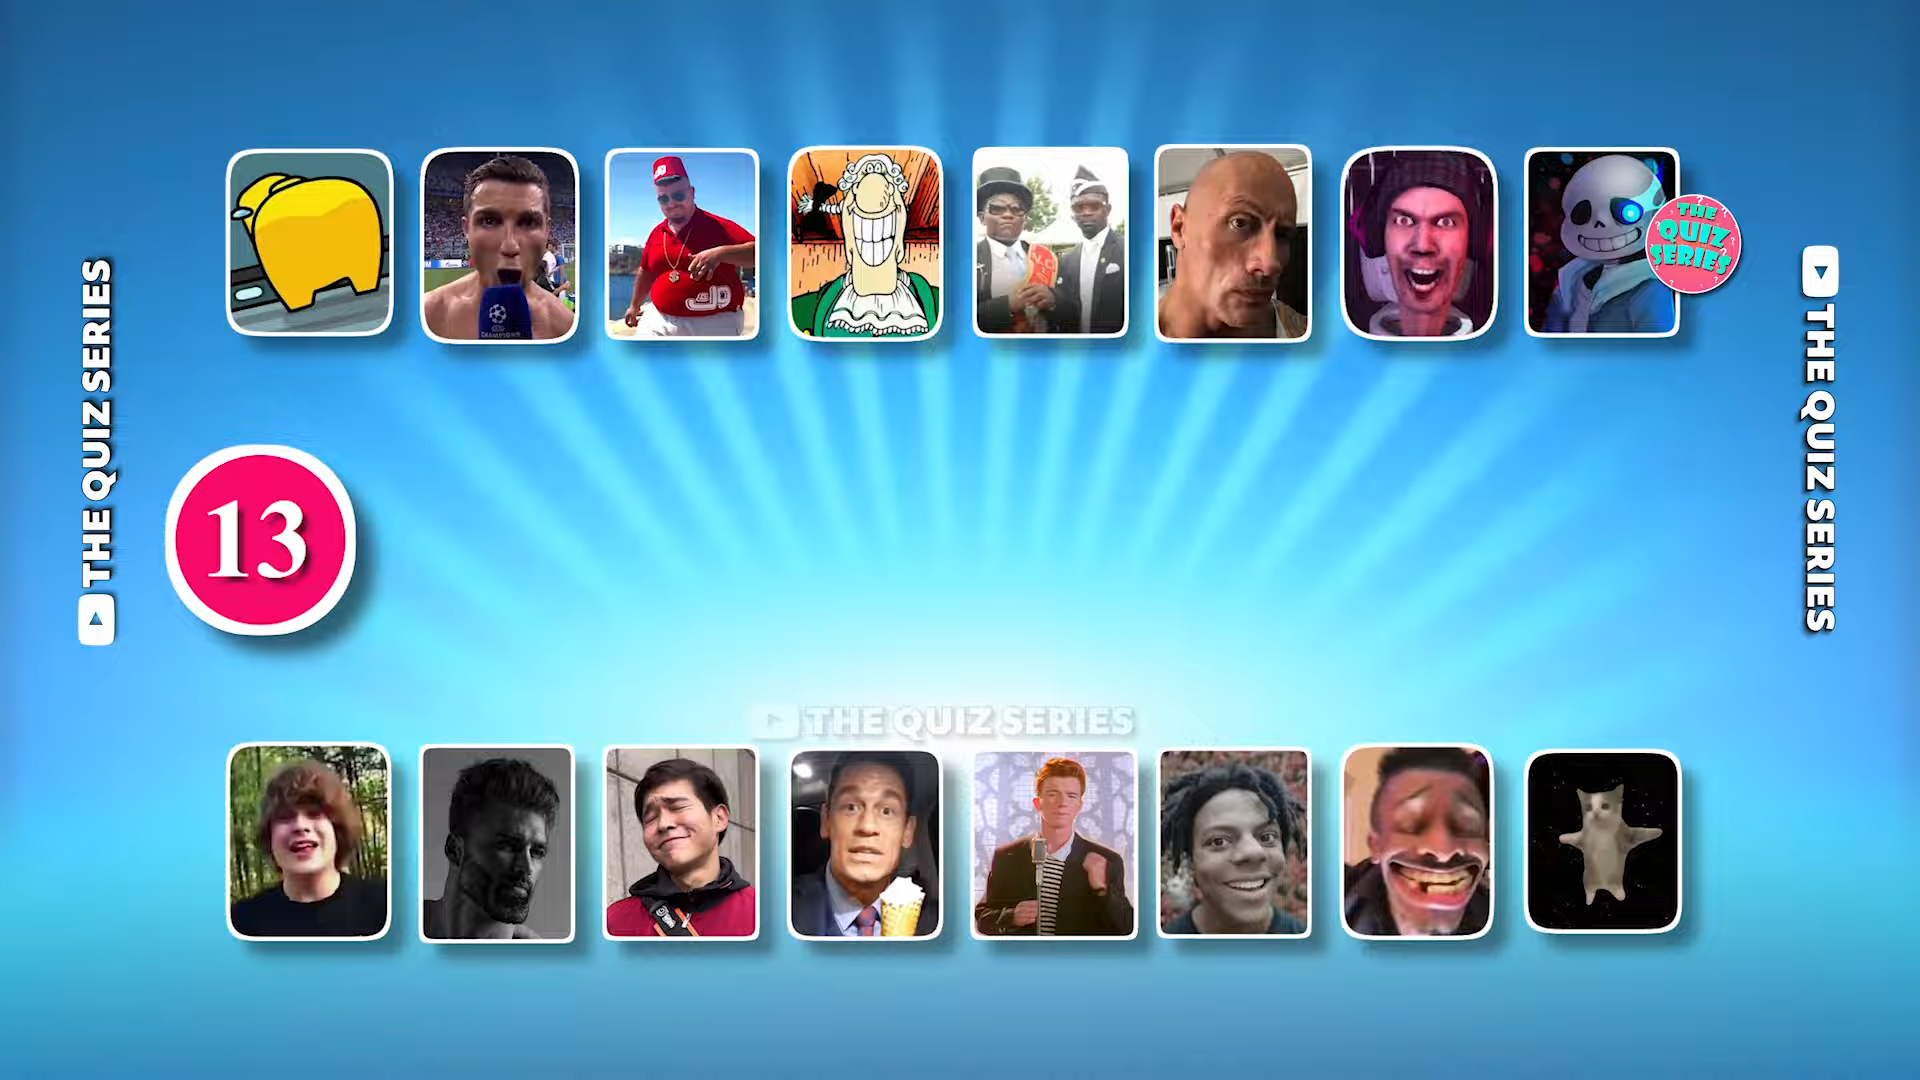 THE QUIZ SERIES
THE
QUIZ
SERIES
13
THE QUIZ SERIES
THE QUIZ SERIES